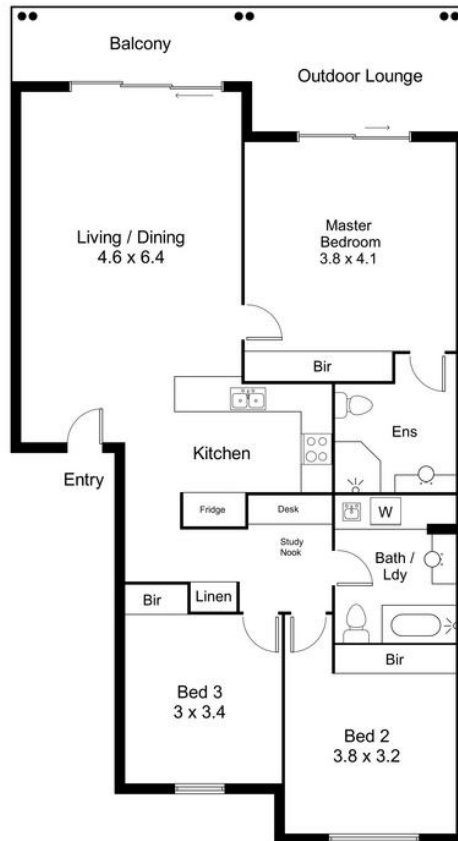 Balcony
Outdoor Lounge
Living / Dining
4.6 x 6.4
Master
Bedroom
3.8 x 4.1
Bir
Ens
Kitchen
Entry
Fridge
Desk
W
Study
Nook
Bath /
Ldy
Bir
Linen
Bir
Bed 3
3 x 3.4
Bed 2
3.8 x 3.2